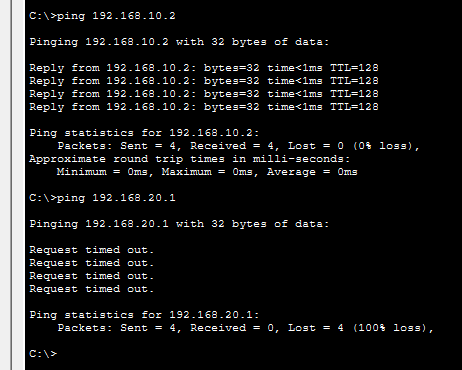 C:\>ping 192.168.10.2
Pinging 192.168.10.2 with 32 bytes of data:
Reply from 192.168.10.2: bytes=32 time<1ms TTL=128
Reply from 192.168.10.2: bytes=32 time<1ms TTL=128
Reply from 192.168.10.2: bytes=32 time<1ms TTL=128
Reply from 192.168.10.2: bytes=32 time<1ms TTL=128
Ping statistics for 192.168.10.2:
    Packets: Sent = 4, Received = 4, Lost = 0 (0% loss),
Approximate round trip times in milli-seconds:
    Minimum = 0ms, Maximum = 0ms, Average = 0ms
C:\>ping 192.168.20.1
Pinging 192.168.20.1 with 32 bytes of data:
Request timed out.
Request timed out.
Request timed out.
Request timed out.
Ping statistics for 192.168.20.1:
    Packets: Sent = 4, Received = 0, Lost = 4 (100% loss),
C:\>